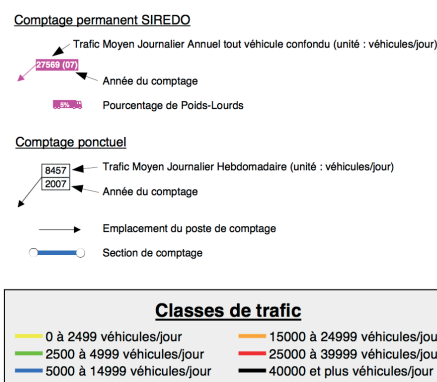 Comptage permanent SIREDO
Trafic Moyen Journalier Annuel tout véhicule confondu (unité : véhicules/jour)
27569 (07)
Année du comptage
5%
Pourcentage de Poids-Lourds
Comptage ponctuel
8457
Trafic Moyen Journalier Hebdomadaire (unité : véhicules/jour)
2007
Année du comptage
Emplacement du poste de comptage
Section de comptage
Classes de trafic
0 à 2499 véhicules/jour
15000 à 24999 véhicules/jou
2500 à 4999 véhicules/jour
25000 à 39999 véhicules/jou
5000 à 14999 véhicules/jour
40000 et plus véhicules/jour